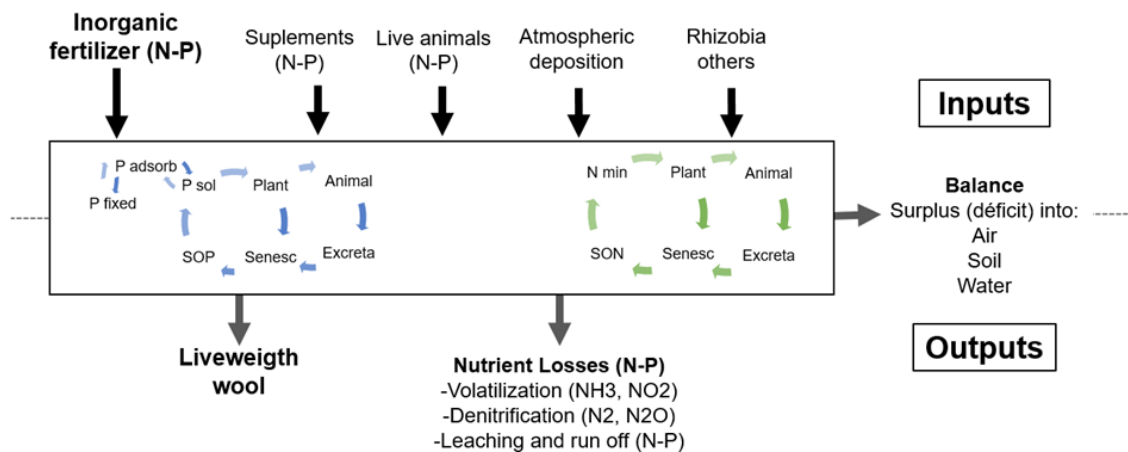 Inorganic
fertilizer (N-P)
Suplements
(N-P)
Live animals
(N-P)
Atmospheric
deposition
Rhizobia
others
Inputs
P adsorb
P sol
P fixed
Plant
Animal
SOP
Senesc
Excreta
N min
Plant
Animal
SON
Senesc
Excreta
Balance
Surplus (déficit) into:
Air
Soil
Water
Liveweigth
wool
Nutrient Losses (N-P)
-Volatilization (NH3, NO2)
-Denitrification (N2, N2O)
-Leaching and run off (N-P)
Outputs